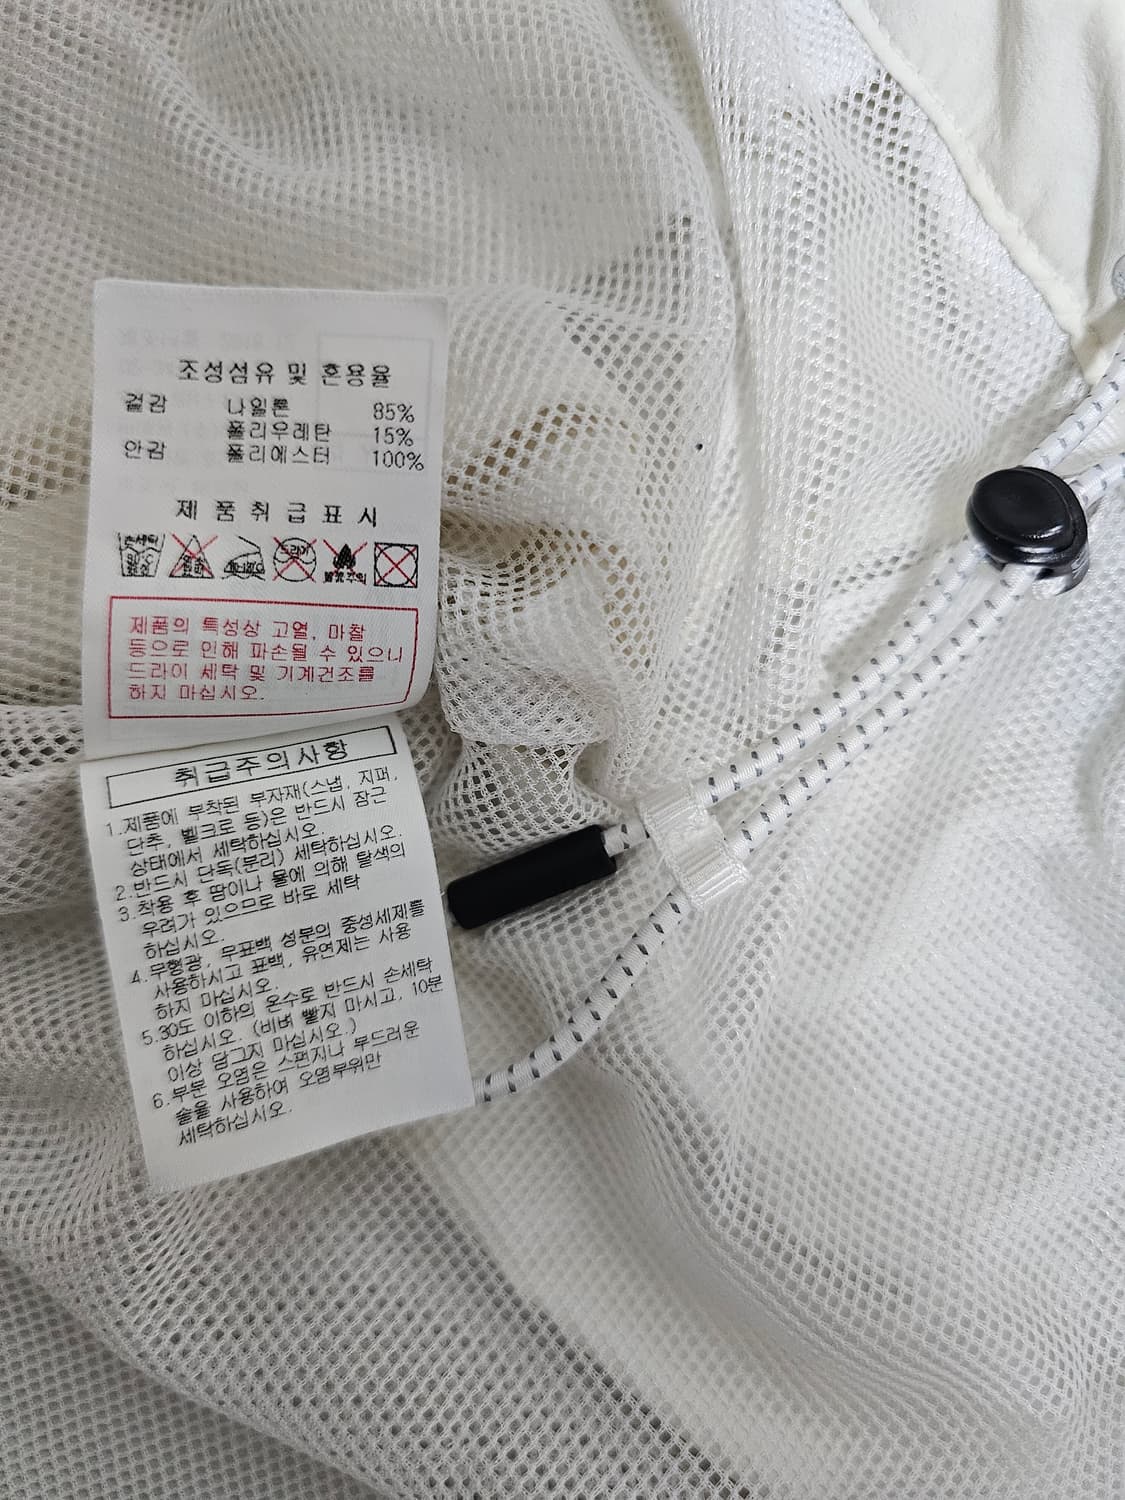 조성섬유 및 혼용율
겉감 나일론 85%
폴리우레탄 15%
안감 폴리에스터 100%
제품취급표시
손세탁
30℃
중성
드라이
제품의 특성상 고열, 마찰
등으로 인해 파손될 수 있으니
드라이 세탁 및 기계건조를
하지 마십시오.
취급주의사항
1.제품에 부착된 부자재(스냅, 지퍼,
단추, 벨크로 등)은 반드시 잠근
상태에서 세탁하십시오.
2.반드시 단독(분리) 세탁하십시오.
3.착용 후 땀이나 물에 의해 탈색의
우려가 있으므로 바로 세탁
하십시오.
4.무형광, 무표백 성분의 중성세제를
사용하시고 표백, 유연제는 사용
하지 마십시오.
5.30도 이하의 온수로 반드시 손세탁
하십시오. (비벼 빨지 마시고, 10분
이상 담그지 마십시오.)
6.부분 오염은 스펀지나 부드러운
솔을 사용하여 오염부위만
세탁하십시오.